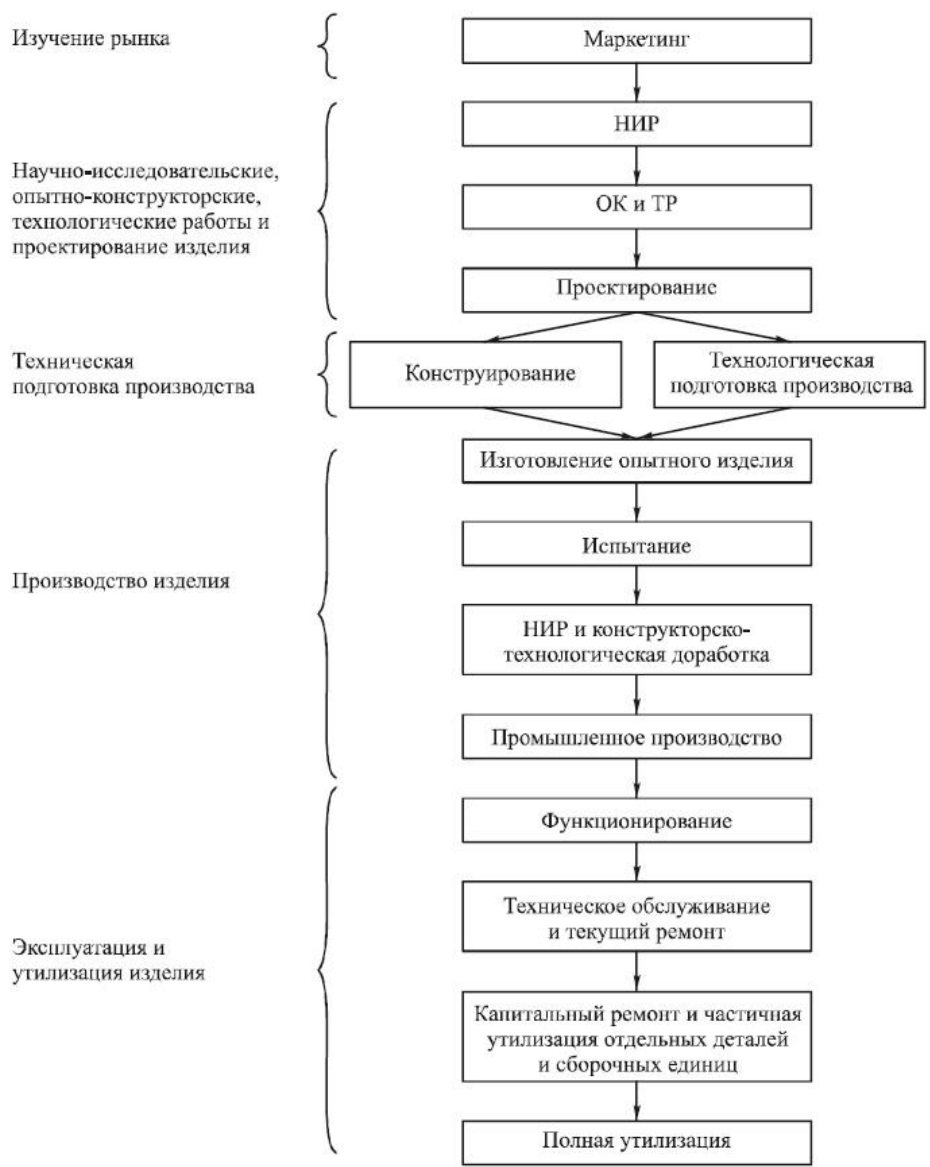 Изучение рынка
Маркетинг
Научно-исследовательские,
опытно-конструкторские,
технологические работы и
проектирование изделия
НИР
ОК и ТР
Проектирование
Техническая
подготовка производства
Конструирование
Технологическая
подготовка производства
Производство изделия
Изготовление опытного изделия
Испытание
НИР и конструкторско-
технологическая доработка
Промышленное производство
Эксплуатация и
утилизация изделия
Функционирование
Техническое обслуживание
и текущий ремонт
Капитальный ремонт и частичная
утилизация отдельных деталей
и сборочных единиц
Полная утилизация